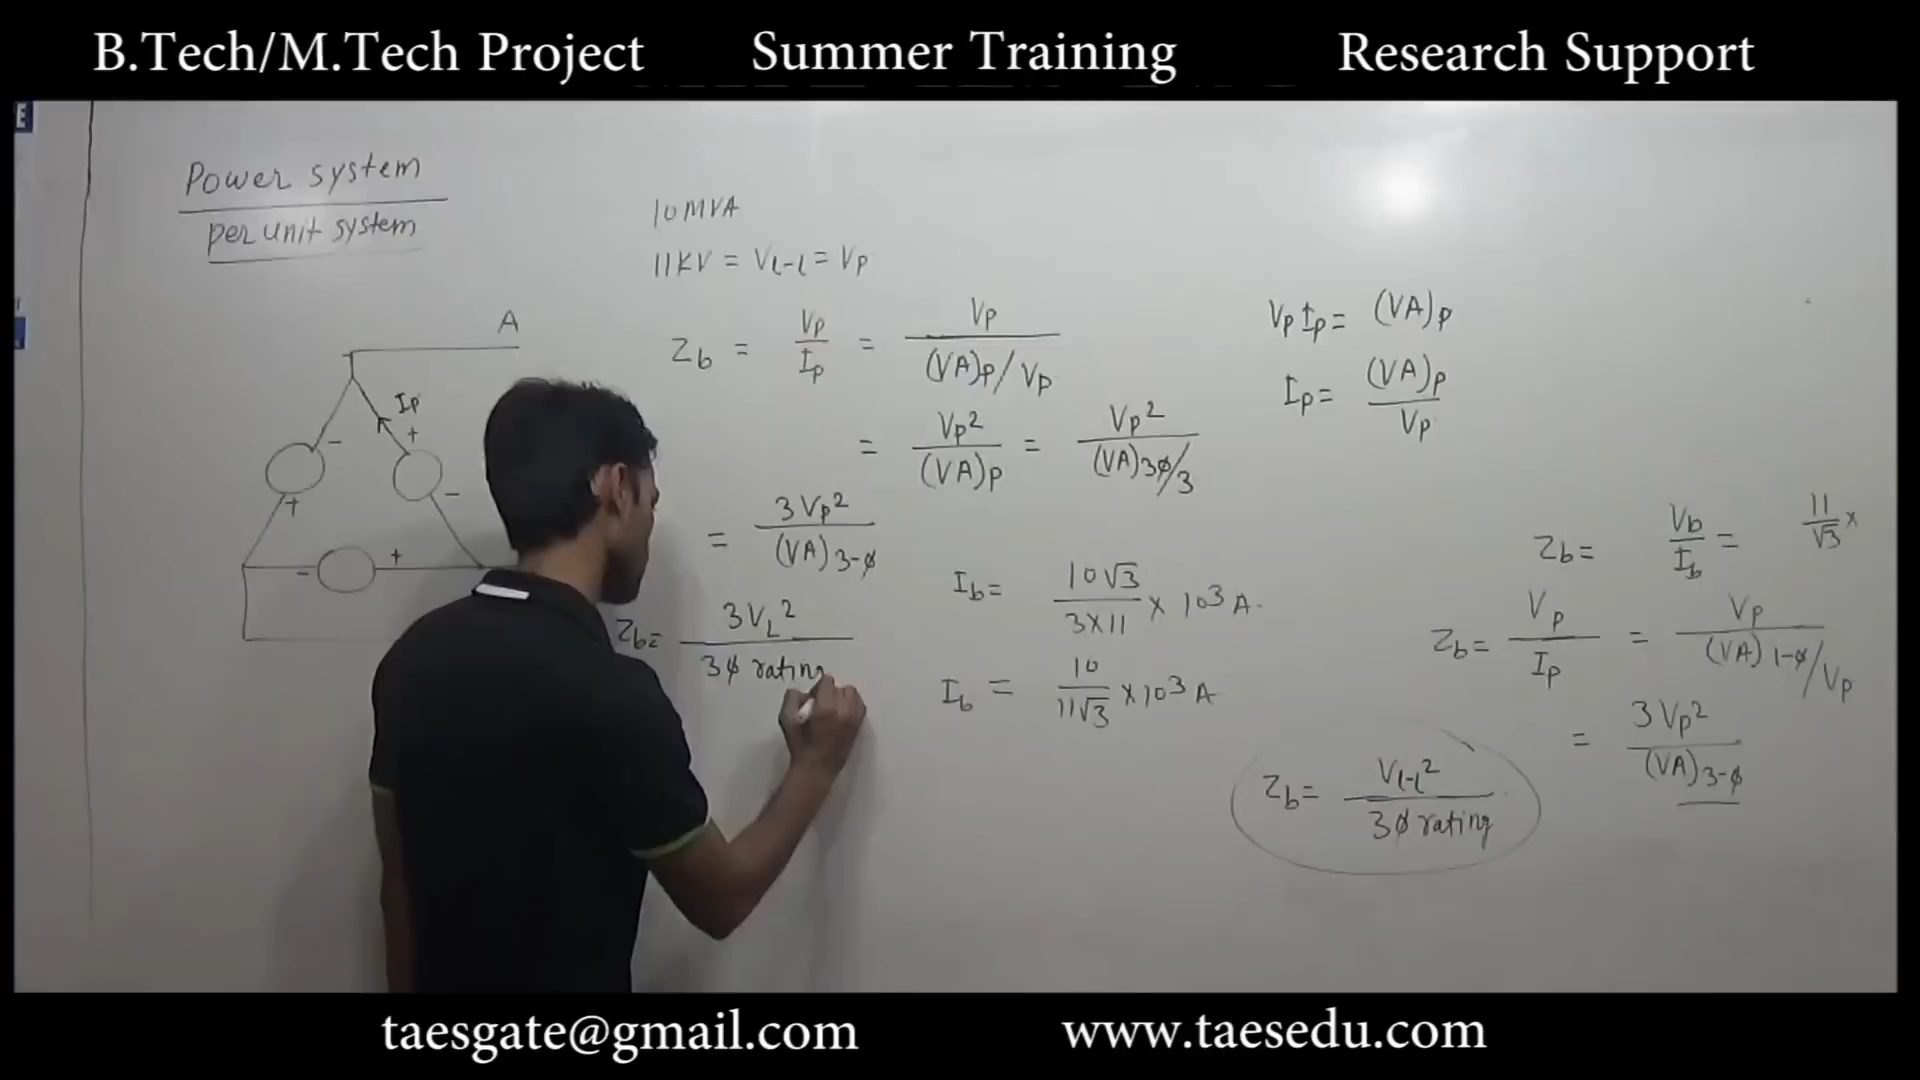 B.Tech/M.Tech Project Summer Training Research Support
E
Power system
per unit system
10MVA
11KV = VL-L = Vp
A
Ip
+
-
+
-
-
+
Zb = Vp/Ip = Vp/((VA)p/Vp)
= Vp²/(VA)p = Vp²/((VA)3φ/3)
= 3Vp²/(VA)3-φ
Zb= 3VL²/3φ rating
Ib= 10√3/3×11 × 10³ A.
Ib = 10/11√3 ×10³ A
Vp Ip= (VA)p
Ip= (VA)p/Vp
Zb= Vb/Ib = 11/√3 ×
Zb= Vp/Ip = Vp/((VA)1-φ/Vp)
= 3Vp²/(VA)3-φ
Zb= VL-L²/3φ rating
taesgate@gmail.com www.taesedu.com